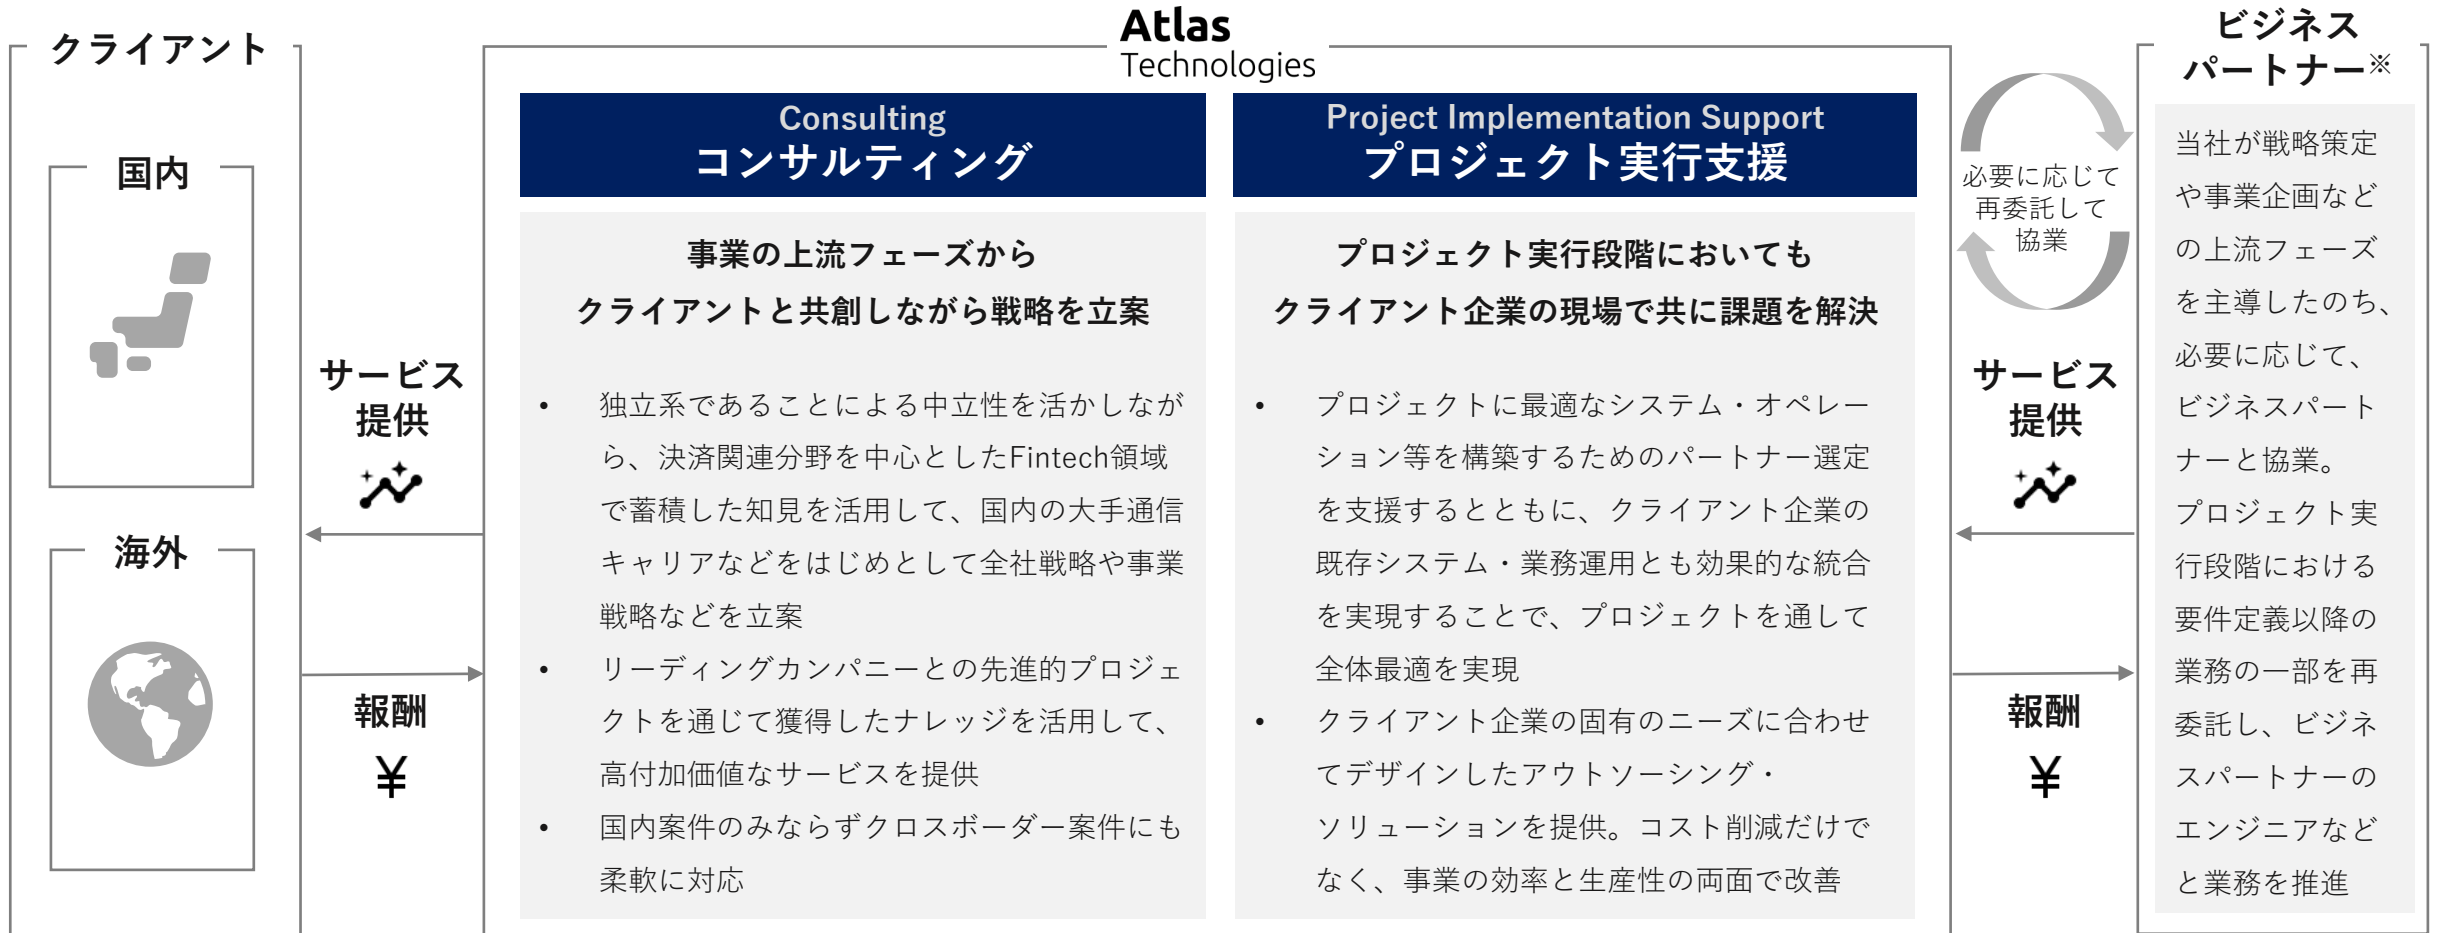 クライアント
国内
海外
サービス
提供
報酬
¥
Atlas
Technologies
Consulting
コンサルティング
事業の上流フェーズから
クライアントと共創しながら戦略を立案
• 独立系であることによる中立性を活かしなが
ら、決済関連分野を中心としたFintech領域
で蓄積した知見を活用して、国内の大手通信
キャリアなどをはじめとして全社戦略や事業
戦略などを立案
• リーディングカンパニーとの先進的プロジェ
クトを通じて獲得したナレッジを活用して、
高付加価値なサービスを提供
• 国内案件のみならずクロスボーダー案件にも
柔軟に対応
Project Implementation Support
プロジェクト実行支援
プロジェクト実行段階においても
クライアント企業の現場で共に課題を解決
• プロジェクトに最適なシステム・オペレー
ション等を構築するためのパートナー選定
を支援するとともに、クライアント企業の
既存システム・業務運用とも効果的な統合
を実現することで、プロジェクトを通して
全体最適を実現
• クライアント企業の固有のニーズに合わせ
てデザインしたアウトソーシング・
ソリューションを提供。コスト削減だけで
なく、事業の効率と生産性の両面で改善
必要に応じて
再委託して
協業
サービス
提供
報酬
¥
ビジネス
パートナー※
当社が戦略策定
や事業企画など
の上流フェーズ
を主導したのち、
必要に応じて、
ビジネスパート
ナーと協業。
プロジェクト実
行段階における
要件定義以降の
業務の一部を再
委託し、ビジネ
スパートナーの
エンジニアなど
と業務を推進